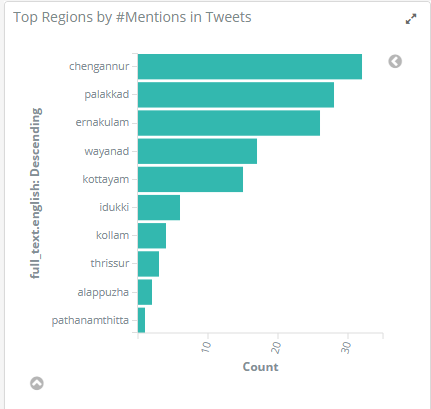 Top Regions by #Mentions in Tweets
full_text.english: Descending
chengannur
palakkad
ernakulam
wayanad
kottayam
idukki
kollam
thrissur
alappuzha
pathanamthitta
10
20
30
Count